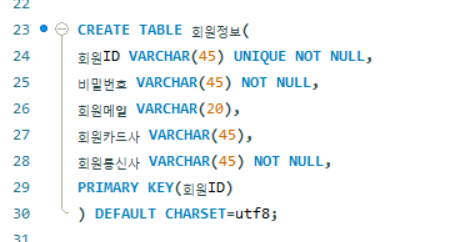 22
23 CREATE TABLE 회원정보(
24 회원ID VARCHAR(45) UNIQUE NOT NULL,
25 비밀번호 VARCHAR(45) NOT NULL,
26 회원메일 VARCHAR(20),
27 회원카드사 VARCHAR(45),
28 회원통신사 VARCHAR(45) NOT NULL,
29 PRIMARY KEY(회원ID)
30 ) DEFAULT CHARSET=utf8;
31